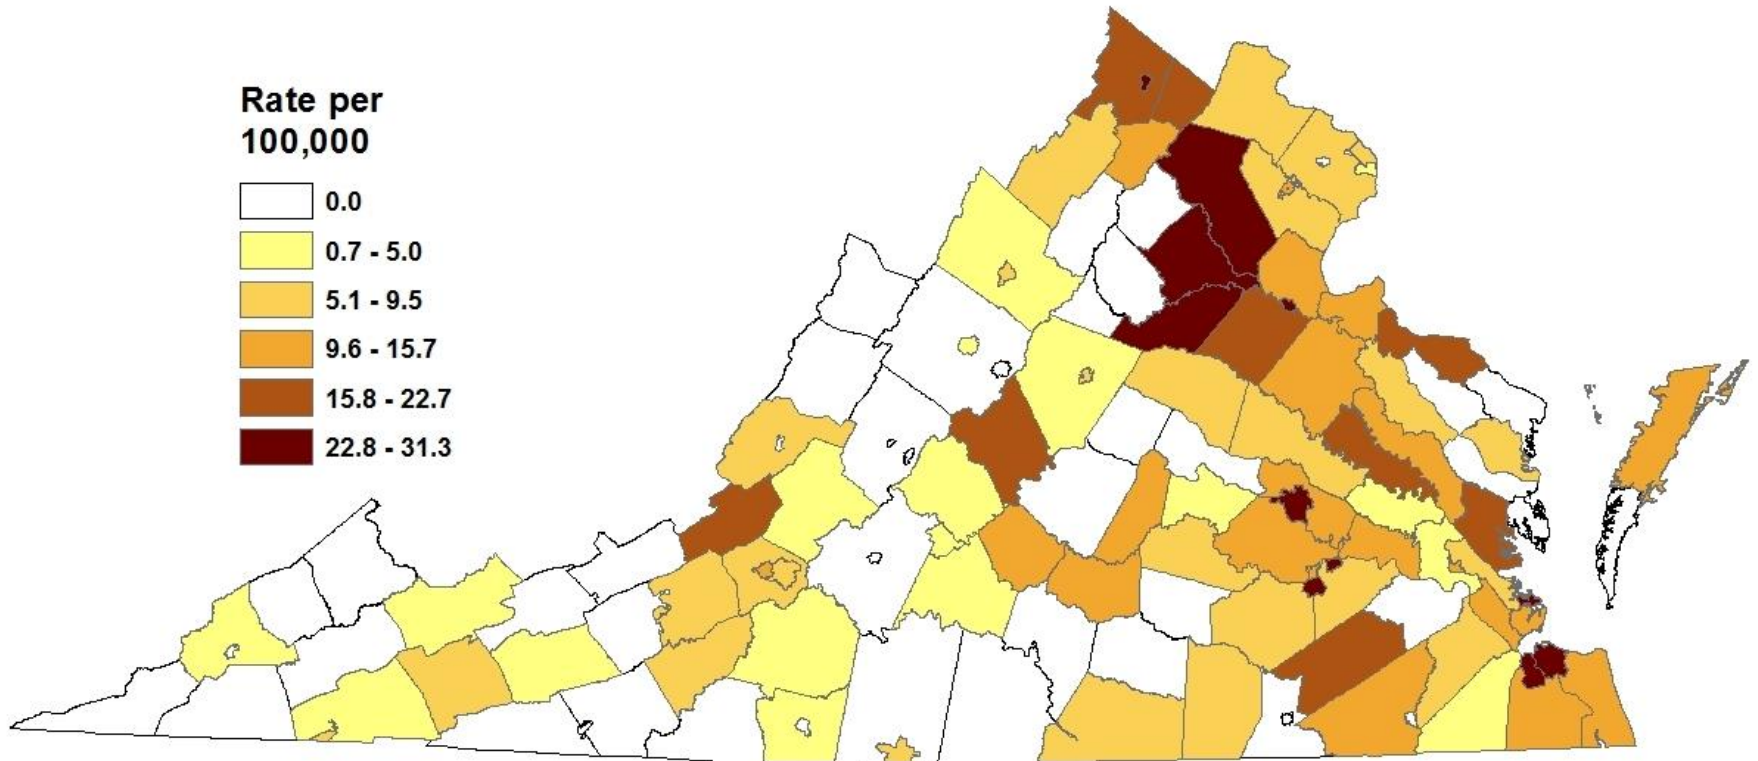 Rate per
100,000
0.0
0.7 - 5.0
5.1 - 9.5
9.6 - 15.7
15.8 - 22.7
22.8 - 31.3